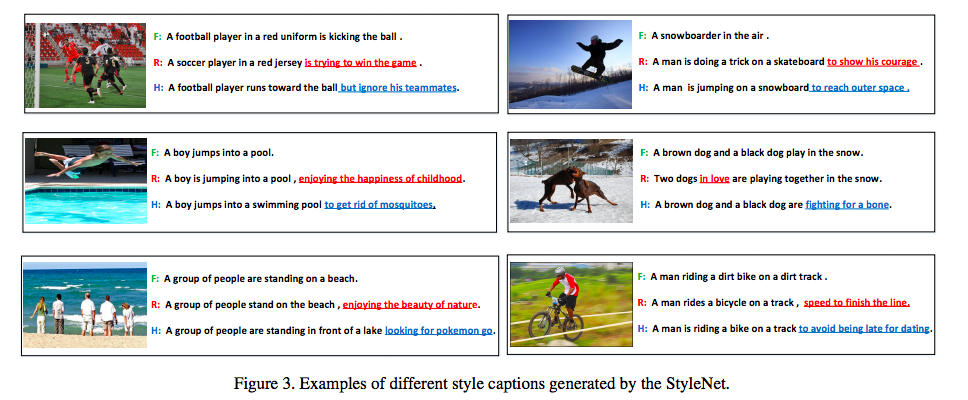 F: A football player in a red uniform is kicking the ball .
R: A soccer player in a red jersey is trying to win the game .
H: A football player runs toward the ball but ignore his teammates.
F: A snowboarder in the air .
R: A man is doing a trick on a skateboard to show his courage .
H: A man is jumping on a snowboard to reach outer space .
F: A boy jumps into a pool.
R: A boy is jumping into a pool , enjoying the happiness of childhood.
H: A boy jumps into a swimming pool to get rid of mosquitoes.
F: A brown dog and a black dog play in the snow.
R: Two dogs in love are playing together in the snow.
H: A brown dog and a black dog are fighting for a bone.
F: A group of people are standing on a beach.
R: A group of people stand on the beach , enjoying the beauty of nature.
H: A group of people are standing in front of a lake looking for pokemon go.
F: A man riding a dirt bike on a dirt track .
R: A man rides a bicycle on a track , speed to finish the line.
H: A man is riding a bike on a track to avoid being late for dating.
Figure 3. Examples of different style captions generated by the StyleNet.